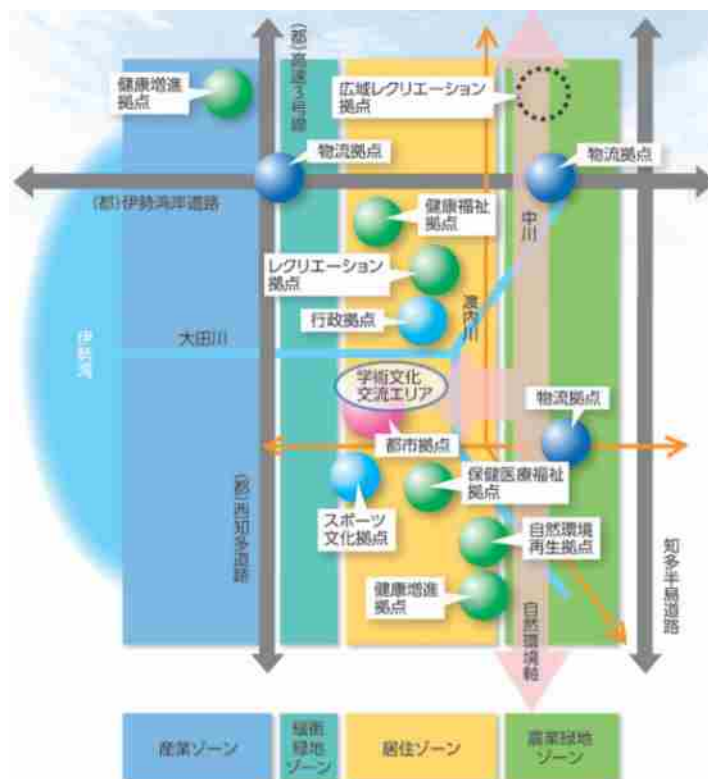 (都)高速3号線
健康増進
拠点
広域レクリエーション
拠点
物流拠点
物流拠点
(都)伊勢湾岸道路
中川
健康福祉
拠点
レクリエーション
拠点
渡内川
行政拠点
大田川
伊勢湾
学術文化
交流エリア
物流拠点
都市拠点
保健医療福祉
拠点
スポーツ
文化拠点
(都)西知多道路
自然環境
再生拠点
知多半島道路
健康増進
拠点
自然環境軸
産業ゾーン
緩衝
緑地
ゾーン
居住ゾーン
農業緑地
ゾーン